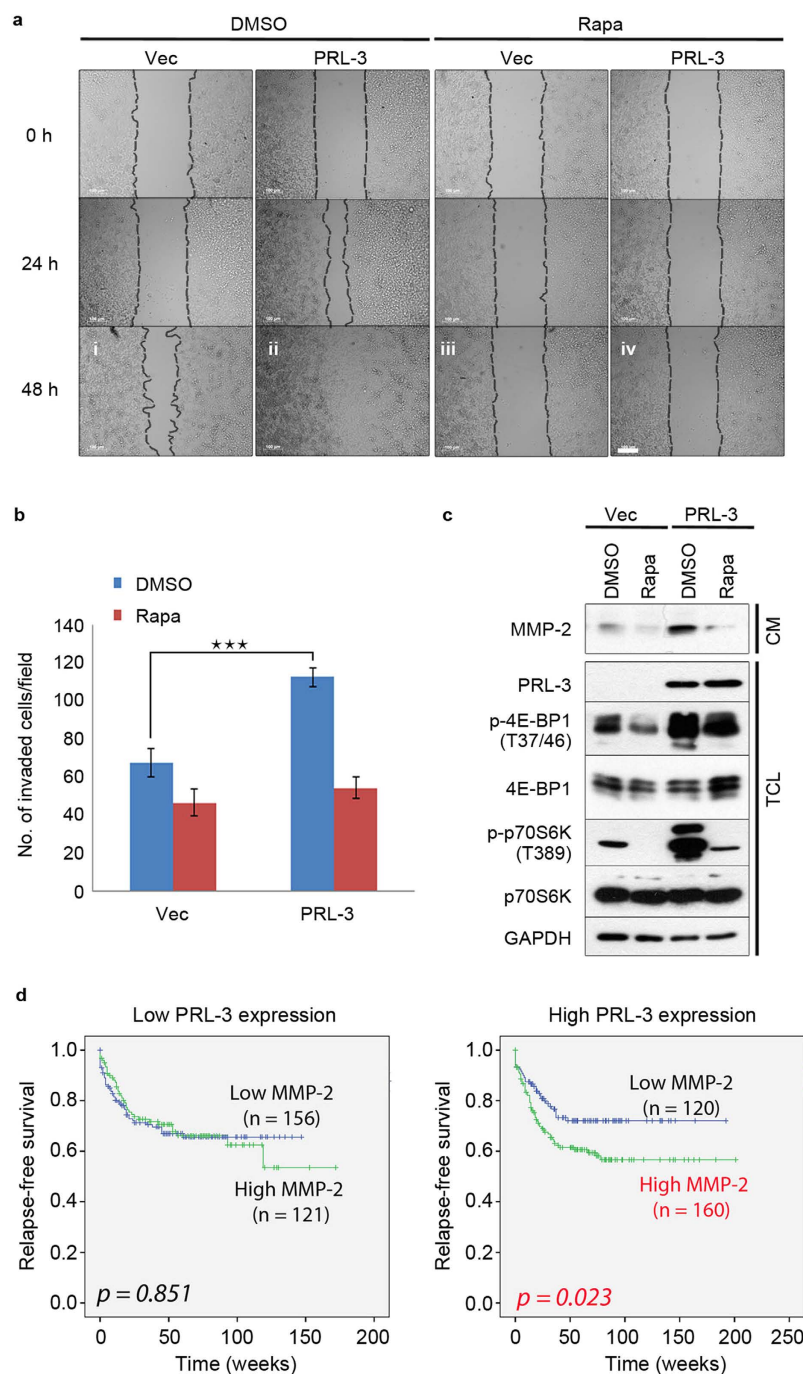 a
DMSO Rapa
Vec PRL-3 Vec PRL-3
0 h
24 h
48 h
i ii iii iv
100 µm
b
DMSO
Rapa
No. of invaded cells/field
140
120
100
80
60
40
20
0
★★★
Vec PRL-3
c
Vec PRL-3
DMSO Rapa DMSO Rapa
MMP-2
CM
PRL-3
p-4E-BP1
(T37/46)
4E-BP1
p-p70S6K
(T389)
p70S6K
GAPDH
TCL
d
Low PRL-3 expression
Relapse-free survival
1.0
0.8
0.6
0.4
0.2
0.0
Low MMP-2
(n = 156)
High MMP-2
(n = 121)
p = 0.851
0 50 100 150 200
Time (weeks)
High PRL-3 expression
Relapse-free survival
1.0
0.8
0.6
0.4
0.2
0.0
Low MMP-2
(n = 120)
High MMP-2
(n = 160)
p = 0.023
0 50 100 150 200 250
Time (weeks)